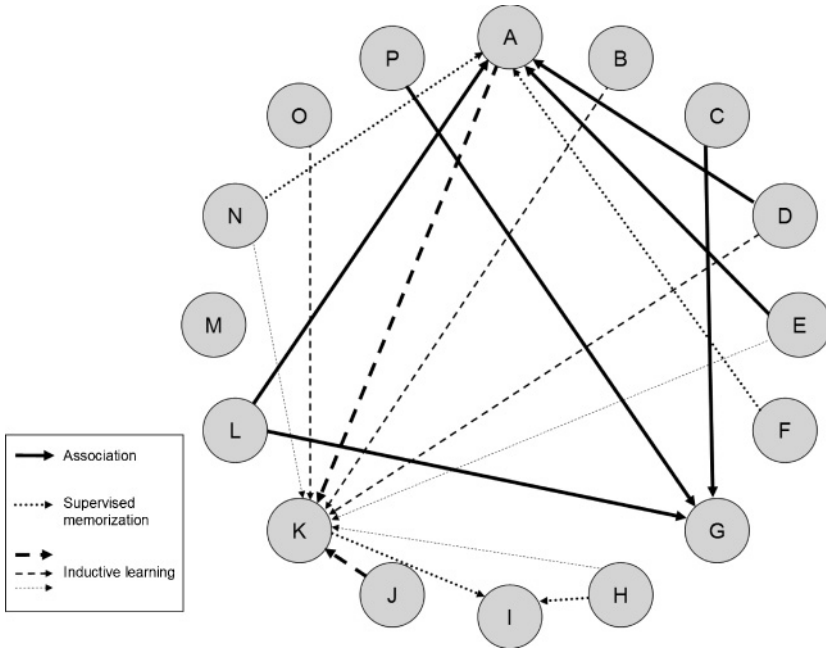 A
P
B
O
C
N
D
M
E
L
F
K
G
J
H
I
Association
Supervised
memorization
Inductive learning